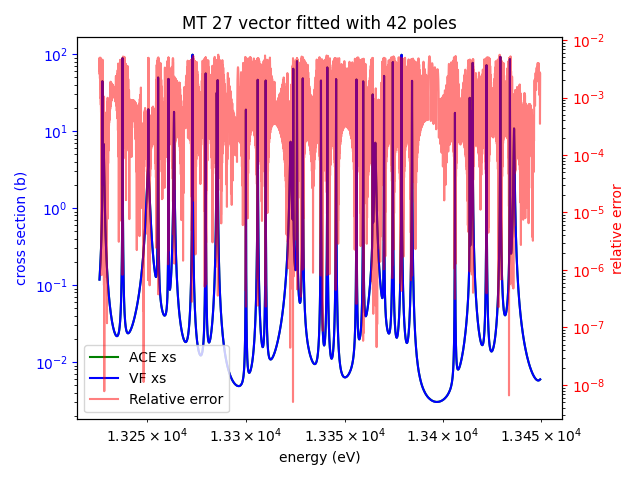 MT 27 vector fitted with 42 poles
10²
10¹
10⁰
10⁻¹
10⁻²
cross section (b)
10⁻²
10⁻³
10⁻⁴
10⁻⁵
10⁻⁶
10⁻⁷
10⁻⁸
relative error
ACE xs
VF xs
Relative error
1.325 × 10⁴ 1.33 × 10⁴ 1.335 × 10⁴ 1.34 × 10⁴ 1.345 × 10⁴
energy (eV)